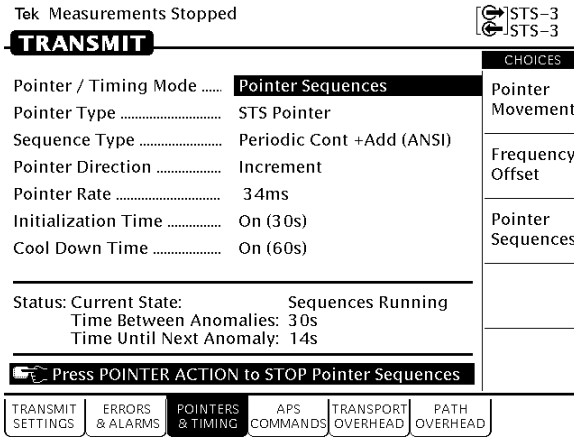 Tek Measurements Stopped
STS-3
STS-3
TRANSMIT
CHOICES
Pointer / Timing Mode ...... Pointer Sequences
Pointer Type ...................... STS Pointer
Sequence Type .................. Periodic Cont +Add (ANSI)
Pointer Direction .............. Increment
Pointer Rate ...................... 34ms
Initialization Time ............. On (30s)
Cool Down Time ................ On (60s)
Pointer
Movement
Frequency
Offset
Pointer
Sequences
Status: Current State: Sequences Running
Time Between Anomalies: 30s
Time Until Next Anomaly: 14s
Press POINTER ACTION to STOP Pointer Sequences
TRANSMIT
SETTINGS
ERRORS
& ALARMS
POINTERS
& TIMING
APS
COMMANDS
TRANSPORT
OVERHEAD
PATH
OVERHEAD